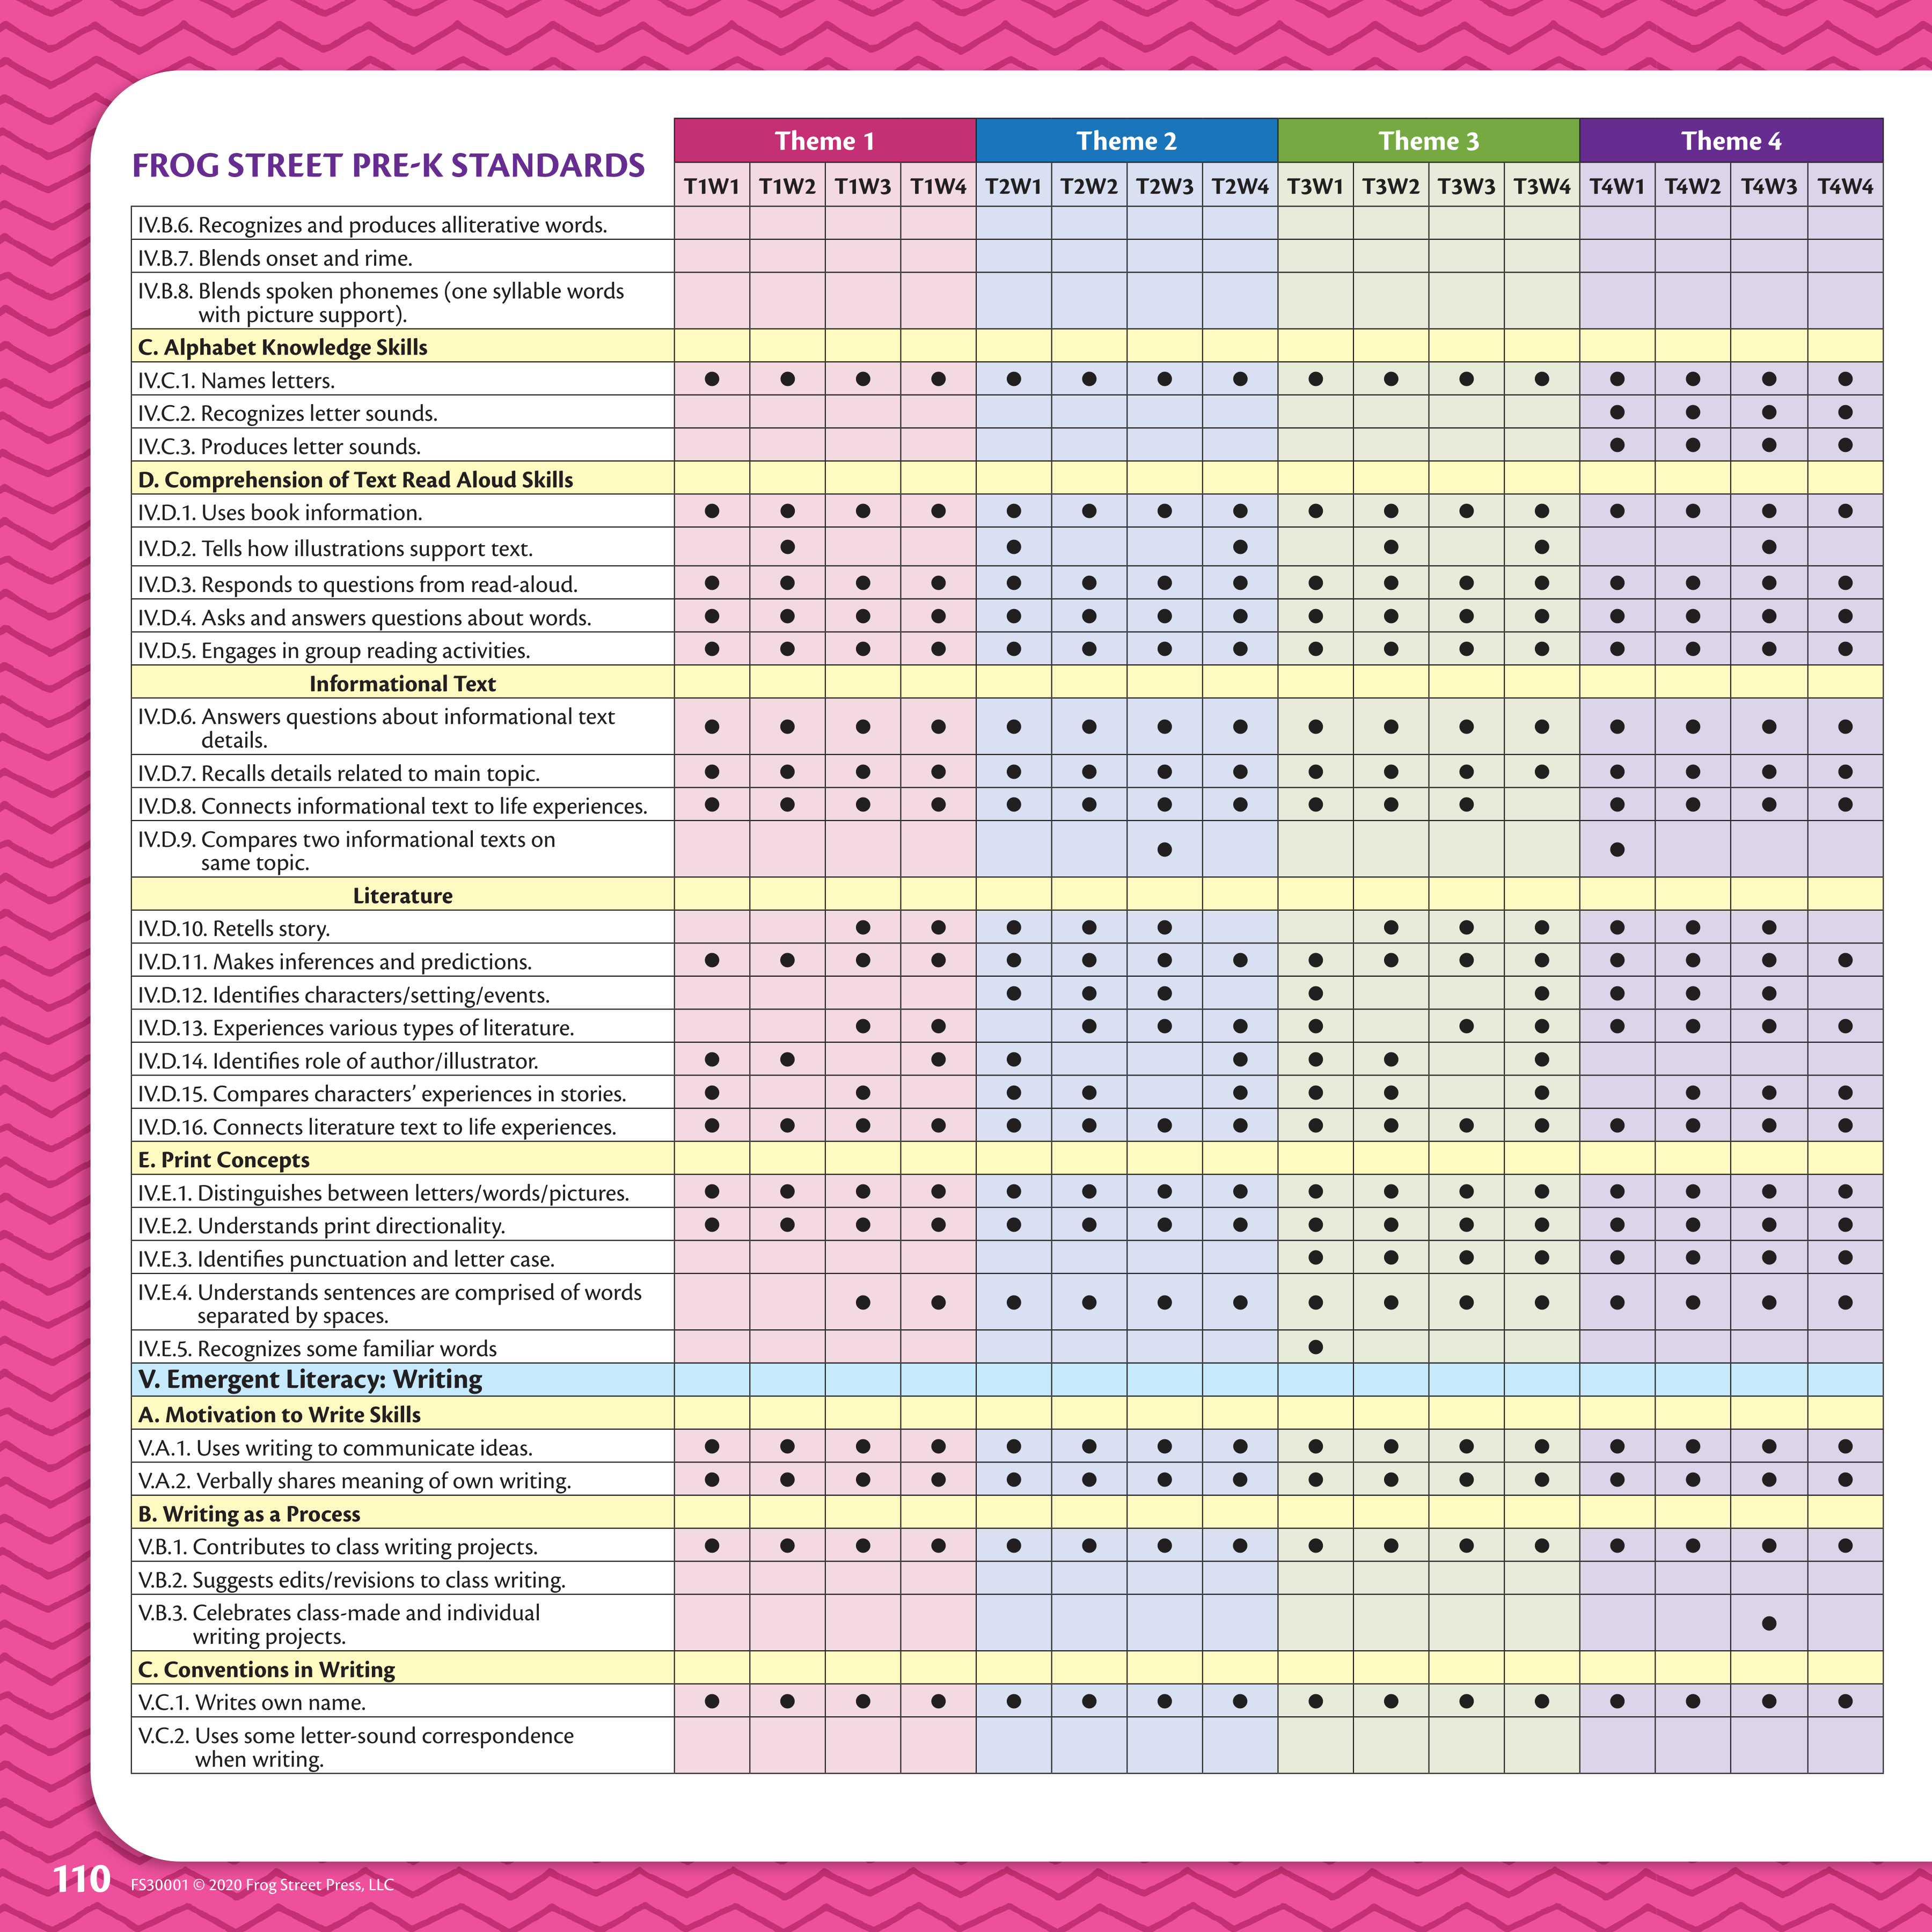 FROG STREET PRE-K STANDARDS
Theme 1 Theme 2 Theme 3 Theme 4
T1W1 T1W2 T1W3 T1W4 T2W1 T2W2 T2W3 T2W4 T3W1 T3W2 T3W3 T3W4 T4W1 T4W2 T4W3 T4W4
IV.B.6. Recognizes and produces alliterative words.
IV.B.7. Blends onset and rime.
IV.B.8. Blends spoken phonemes (one syllable words
with picture support).
C. Alphabet Knowledge Skills
IV.C.1. Names letters. ● ● ● ● ● ● ● ● ● ● ● ● ● ● ● ●
IV.C.2. Recognizes letter sounds. ● ● ● ●
IV.C.3. Produces letter sounds. ● ● ● ●
D. Comprehension of Text Read Aloud Skills
IV.D.1. Uses book information. ● ● ● ● ● ● ● ● ● ● ● ● ● ● ● ●
IV.D.2. Tells how illustrations support text. ● ● ● ● ● ●
IV.D.3. Responds to questions from read-aloud. ● ● ● ● ● ● ● ● ● ● ● ● ● ● ● ●
IV.D.4. Asks and answers questions about words. ● ● ● ● ● ● ● ● ● ● ● ● ● ● ● ●
IV.D.5. Engages in group reading activities. ● ● ● ● ● ● ● ● ● ● ● ● ● ● ● ●
Informational Text
IV.D.6. Answers questions about informational text
details. ● ● ● ● ● ● ● ● ● ● ● ● ● ● ● ●
IV.D.7. Recalls details related to main topic. ● ● ● ● ● ● ● ● ● ● ● ● ● ● ● ●
IV.D.8. Connects informational text to life experiences. ● ● ● ● ● ● ● ● ● ● ● ● ● ● ●
IV.D.9. Compares two informational texts on
same topic. ● ●
Literature
IV.D.10. Retells story. ● ● ● ● ● ● ● ● ● ● ●
IV.D.11. Makes inferences and predictions. ● ● ● ● ● ● ● ● ● ● ● ● ● ● ● ●
IV.D.12. Identifies characters/setting/events. ● ● ● ● ● ● ● ●
IV.D.13. Experiences various types of literature. ● ● ● ● ● ● ● ● ● ● ● ●
IV.D.14. Identifies role of author/illustrator. ● ● ● ● ● ● ● ●
IV.D.15. Compares characters’ experiences in stories. ● ● ● ● ● ● ● ● ● ● ●
IV.D.16. Connects literature text to life experiences. ● ● ● ● ● ● ● ● ● ● ● ● ● ● ● ●
E. Print Concepts
IV.E.1. Distinguishes between letters/words/pictures. ● ● ● ● ● ● ● ● ● ● ● ● ● ● ● ●
IV.E.2. Understands print directionality. ● ● ● ● ● ● ● ● ● ● ● ● ● ● ● ●
IV.E.3. Identifies punctuation and letter case. ● ● ● ● ● ● ● ●
IV.E.4. Understands sentences are comprised of words
separated by spaces. ● ● ● ● ● ● ● ● ● ● ● ● ● ●
IV.E.5. Recognizes some familiar words ●
V. Emergent Literacy: Writing
A. Motivation to Write Skills
V.A.1. Uses writing to communicate ideas. ● ● ● ● ● ● ● ● ● ● ● ● ● ● ● ●
V.A.2. Verbally shares meaning of own writing. ● ● ● ● ● ● ● ● ● ● ● ● ● ● ● ●
B. Writing as a Process
V.B.1. Contributes to class writing projects. ● ● ● ● ● ● ● ● ● ● ● ● ● ● ● ●
V.B.2. Suggests edits/revisions to class writing.
V.B.3. Celebrates class-made and individual
writing projects. ●
C. Conventions in Writing
V.C.1. Writes own name. ● ● ● ● ● ● ● ● ● ● ● ● ● ● ● ●
V.C.2. Uses some letter-sound correspondence
when writing.
110 FS30001 © 2020 Frog Street Press, LLC